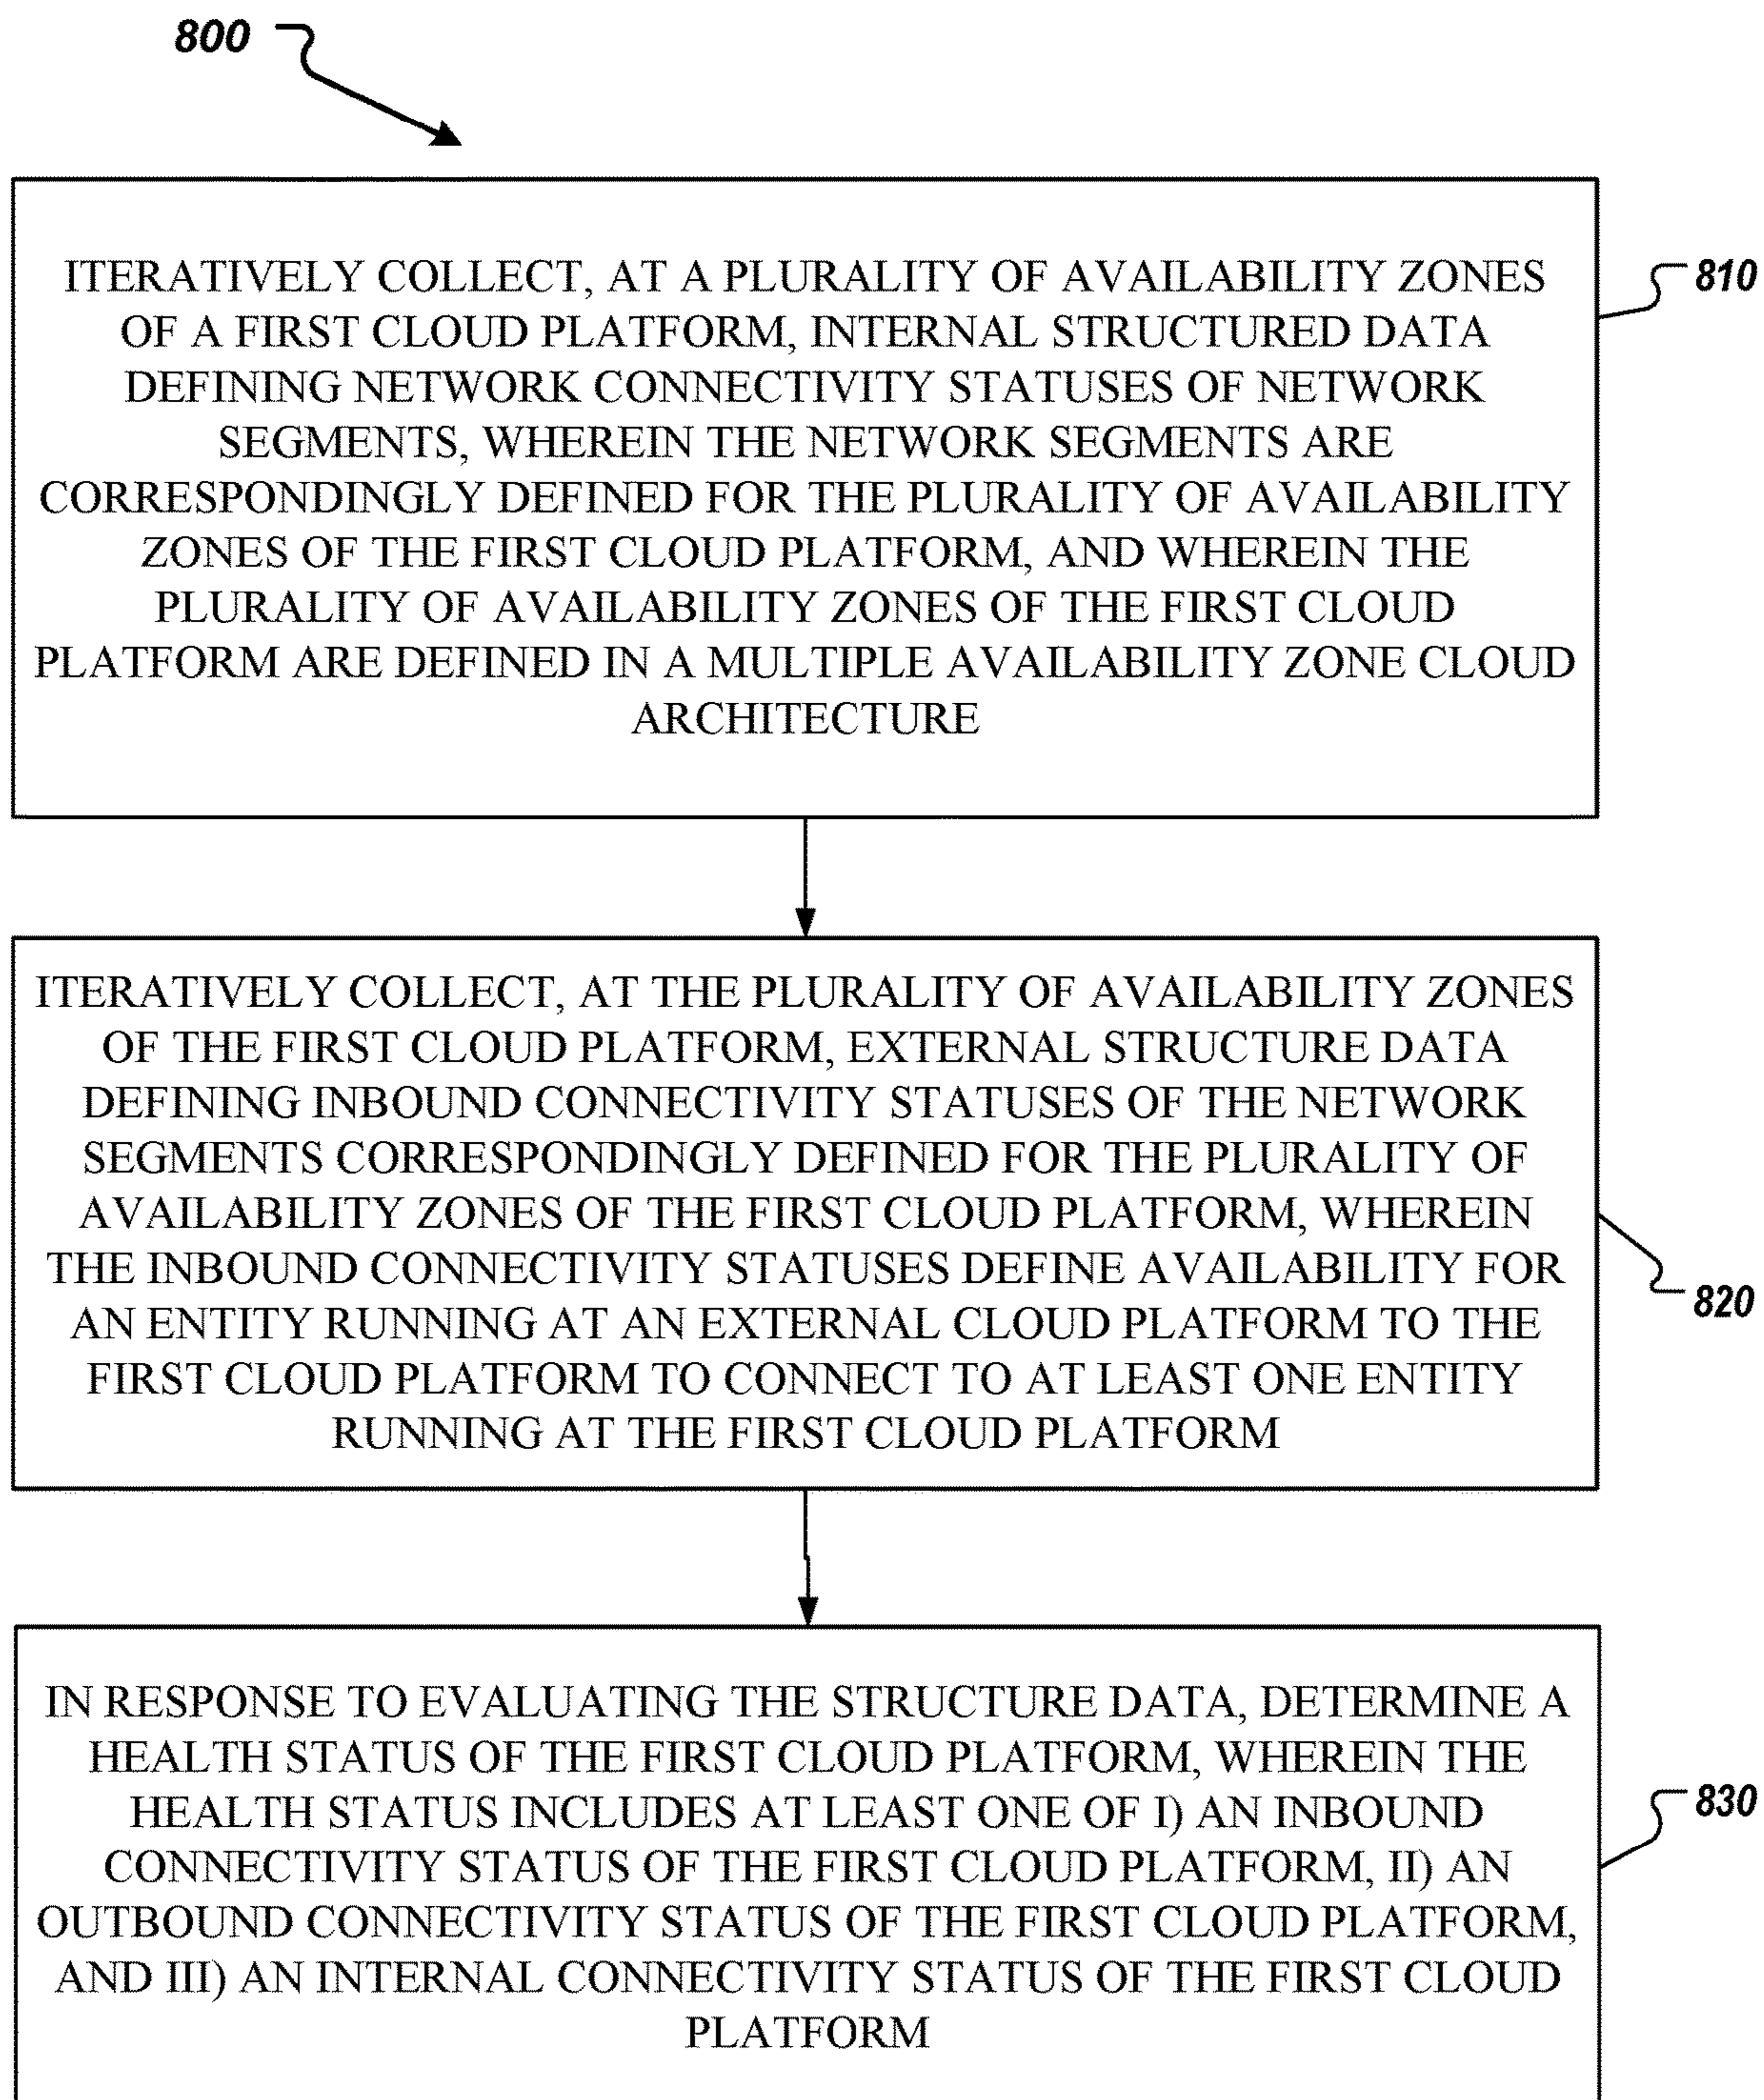 800
ITERATIVELY COLLECT, AT A PLURALITY OF AVAILABILITY ZONES
OF A FIRST CLOUD PLATFORM, INTERNAL STRUCTURED DATA
DEFINING NETWORK CONNECTIVITY STATUSES OF NETWORK
SEGMENTS, WHEREIN THE NETWORK SEGMENTS ARE
CORRESPONDINGLY DEFINED FOR THE PLURALITY OF AVAILABILITY
ZONES OF THE FIRST CLOUD PLATFORM, AND WHEREIN THE
PLURALITY OF AVAILABILITY ZONES OF THE FIRST CLOUD
PLATFORM ARE DEFINED IN A MULTIPLE AVAILABILITY ZONE CLOUD
ARCHITECTURE
810
ITERATIVELY COLLECT, AT THE PLURALITY OF AVAILABILITY ZONES
OF THE FIRST CLOUD PLATFORM, EXTERNAL STRUCTURE DATA
DEFINING INBOUND CONNECTIVITY STATUSES OF THE NETWORK
SEGMENTS CORRESPONDINGLY DEFINED FOR THE PLURALITY OF
AVAILABILITY ZONES OF THE FIRST CLOUD PLATFORM, WHEREIN
THE INBOUND CONNECTIVITY STATUSES DEFINE AVAILABILITY FOR
AN ENTITY RUNNING AT AN EXTERNAL CLOUD PLATFORM TO THE
FIRST CLOUD PLATFORM TO CONNECT TO AT LEAST ONE ENTITY
RUNNING AT THE FIRST CLOUD PLATFORM
820
IN RESPONSE TO EVALUATING THE STRUCTURE DATA, DETERMINE A
HEALTH STATUS OF THE FIRST CLOUD PLATFORM, WHEREIN THE
HEALTH STATUS INCLUDES AT LEAST ONE OF I) AN INBOUND
CONNECTIVITY STATUS OF THE FIRST CLOUD PLATFORM, II) AN
OUTBOUND CONNECTIVITY STATUS OF THE FIRST CLOUD PLATFORM,
AND III) AN INTERNAL CONNECTIVITY STATUS OF THE FIRST CLOUD
PLATFORM
830